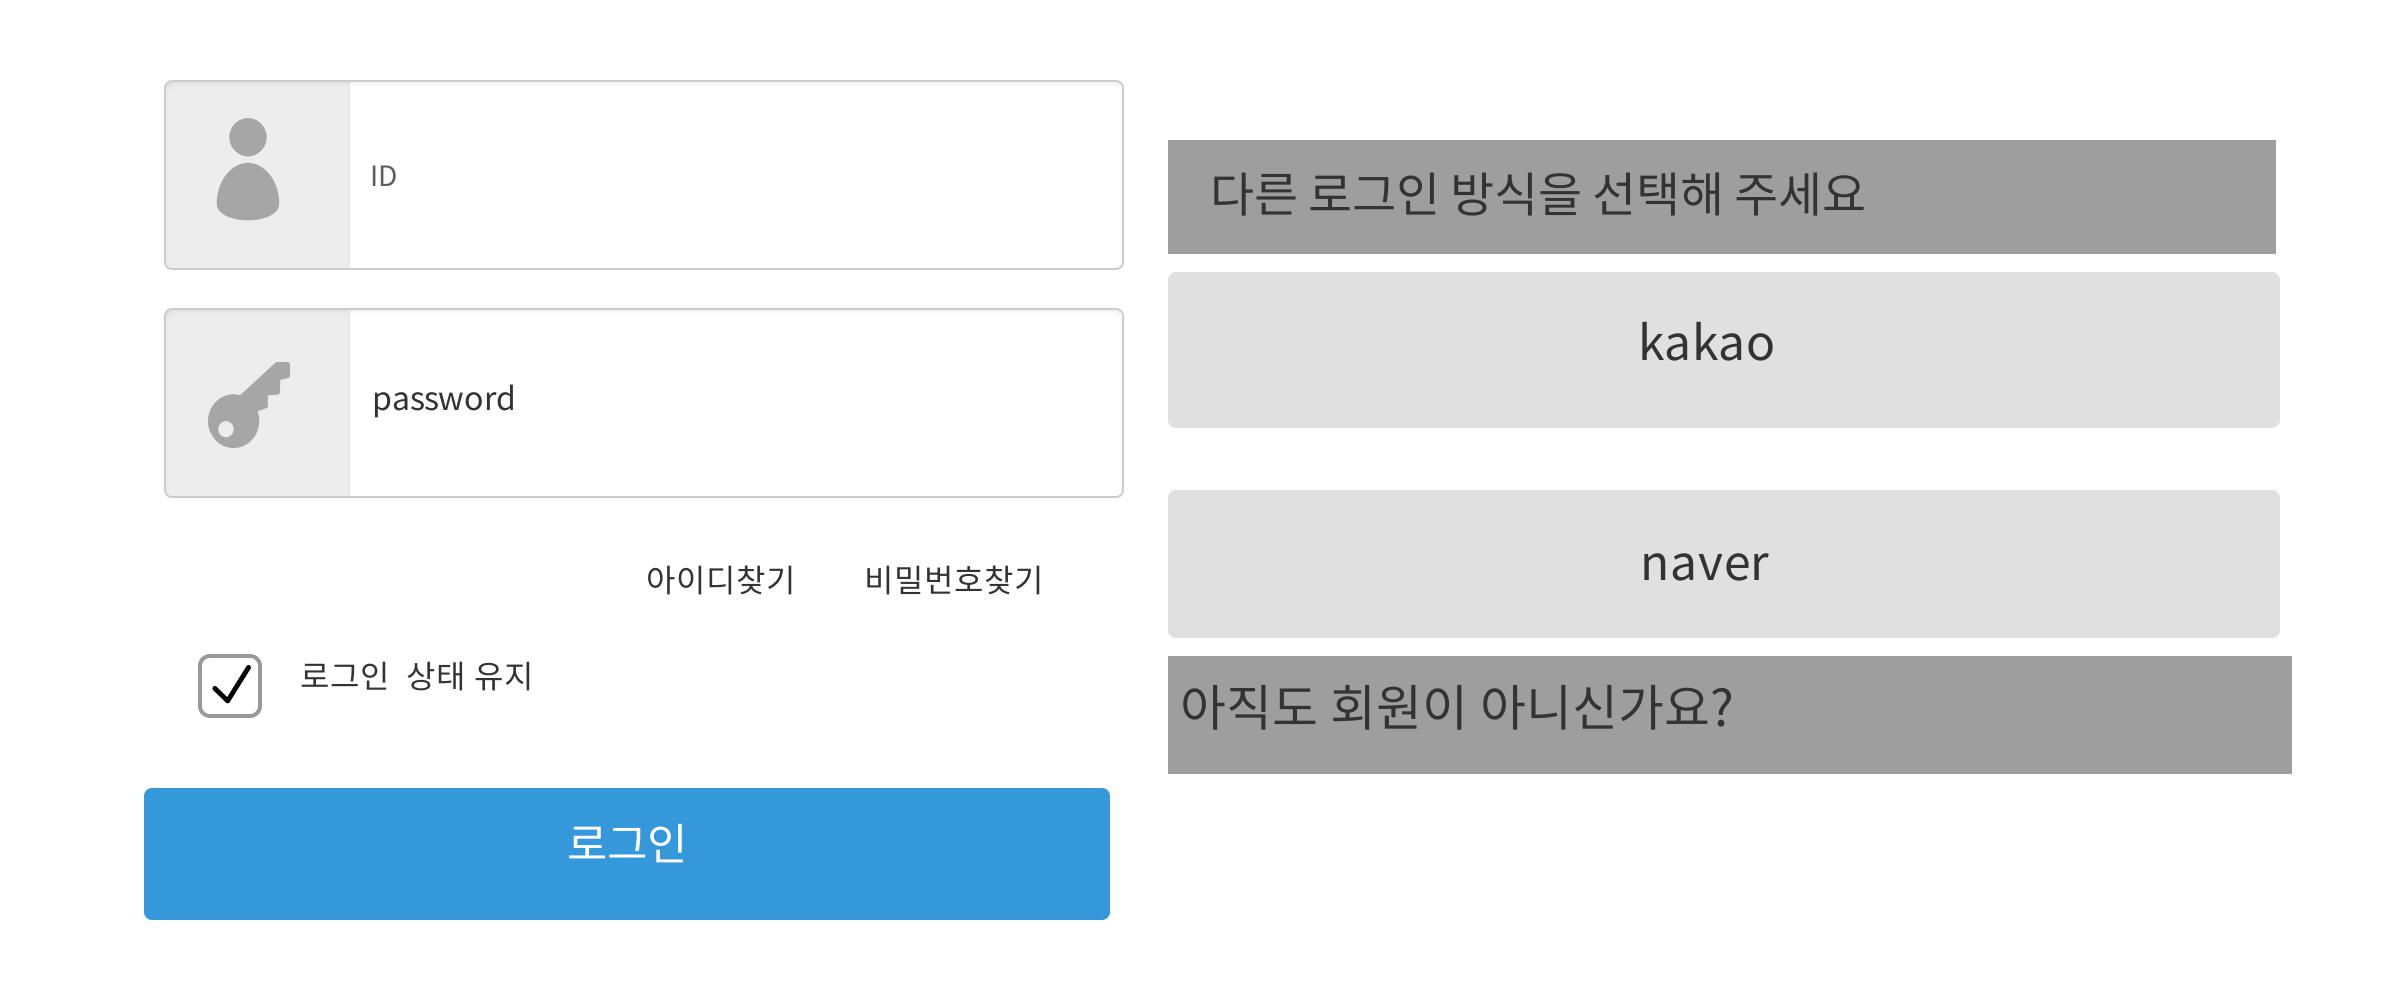 ID
password
아이디찾기 비밀번호찾기
로그인 상태 유지
로그인
다른 로그인 방식을 선택해 주세요
kakao
naver
아직도 회원이 아니신가요?